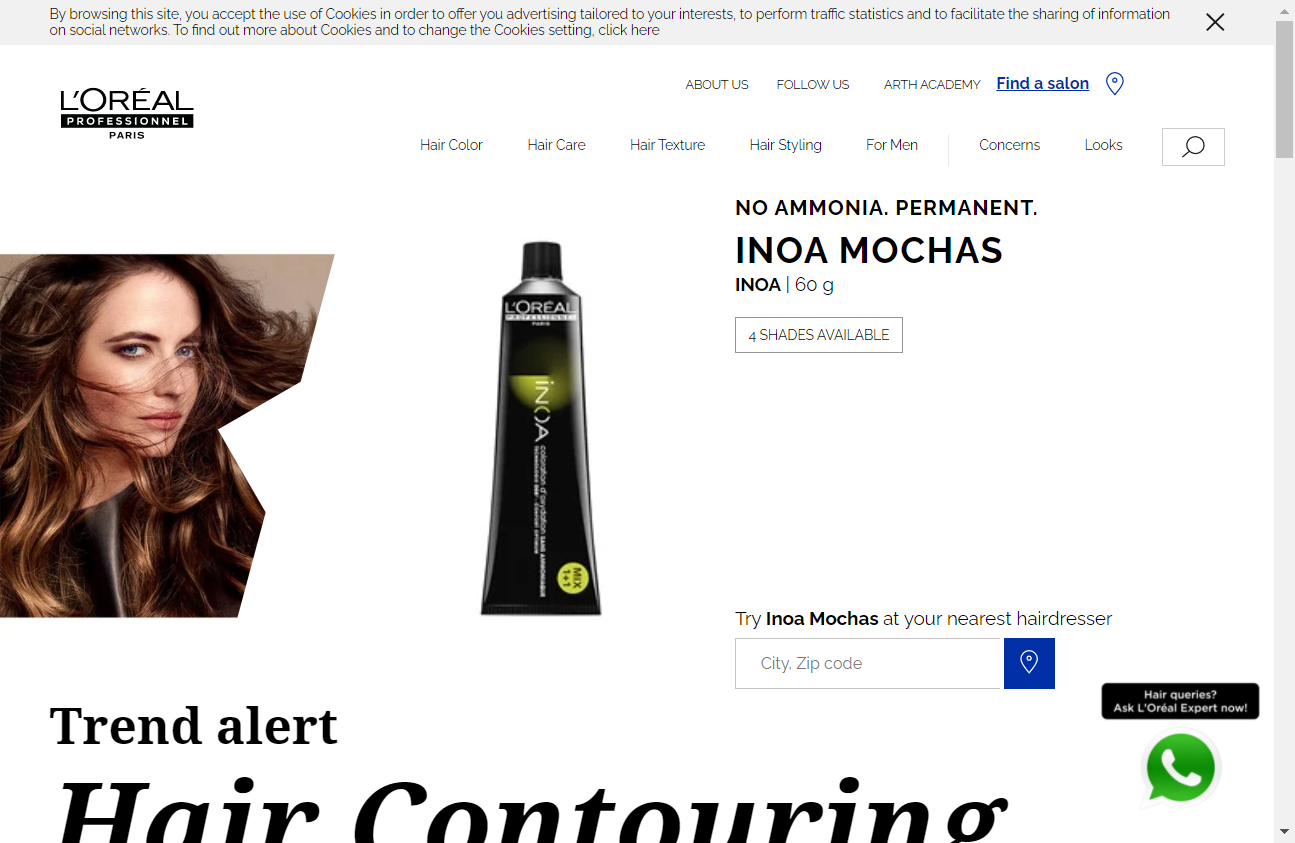 By browsing this site, you accept the use of Cookies in order to offer you advertising tailored to your interests, to perform traffic statistics and to facilitate the sharing of information
on social networks. To find out more about Cookies and to change the Cookies setting, click here
ABOUT US FOLLOW US ARTH ACADEMY Find a salon
L'ORÉAL
PROFESSIONNEL
PARIS
Hair Color Hair Care Hair Texture Hair Styling For Men Concerns Looks
NO AMMONIA. PERMANENT.
INOA MOCHAS
INOA | 60 g
4 SHADES AVAILABLE
L'ORÉAL
PROFESSIONNEL
PARIS
INOA
coloration d'oxydation SANS AMMONIAQUE
MIX
1+1
Try Inoa Mochas at your nearest hairdresser
City, Zip code
Hair queries?
Ask L'Oréal Expert now!
Trend alert
Hair Contouring